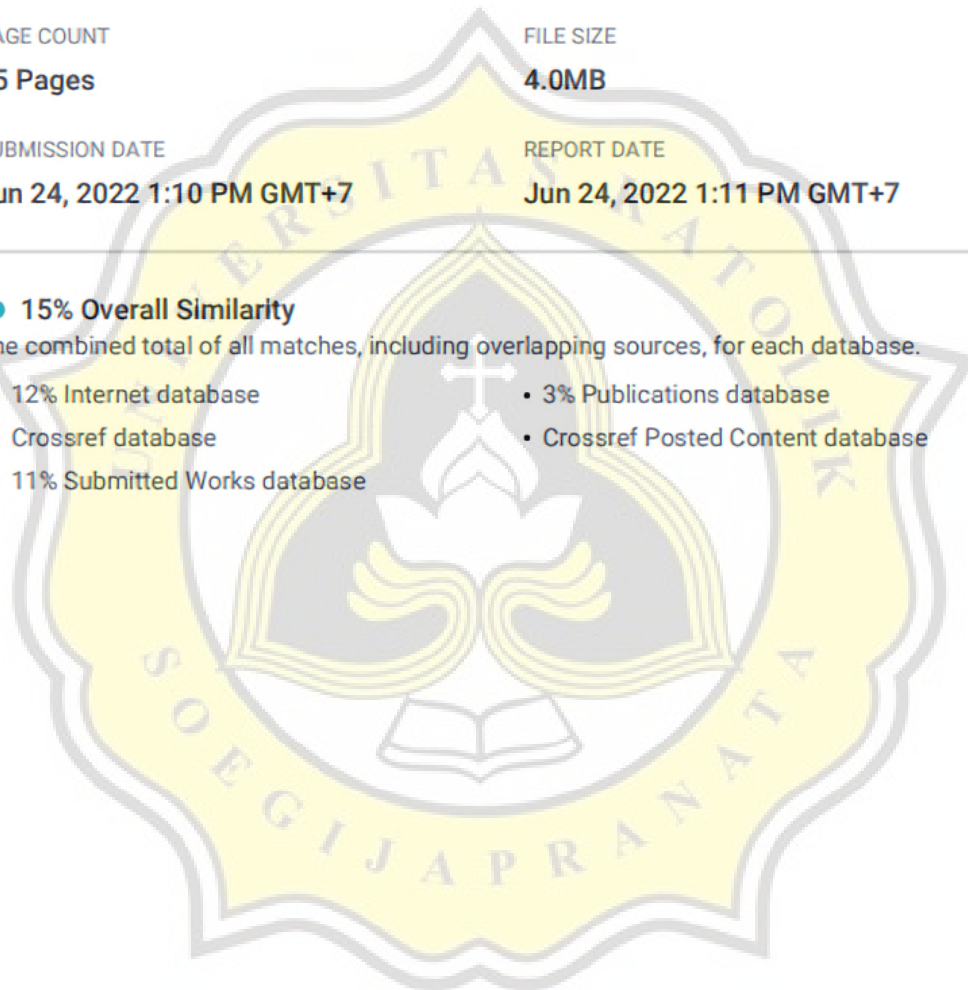 AGE COUNT FILE SIZE
5 Pages 4.0MB
UBMISSION DATE REPORT DATE
un 24, 2022 1:10 PM GMT+7 Jun 24, 2022 1:11 PM GMT+7
15% Overall Similarity
he combined total of all matches, including overlapping sources, for each database.
12% Internet database • 3% Publications database
Crossref database • Crossref Posted Content database
11% Submitted Works database
UNIVERSITAS KATOLIK
SOEGIJAPRANATA